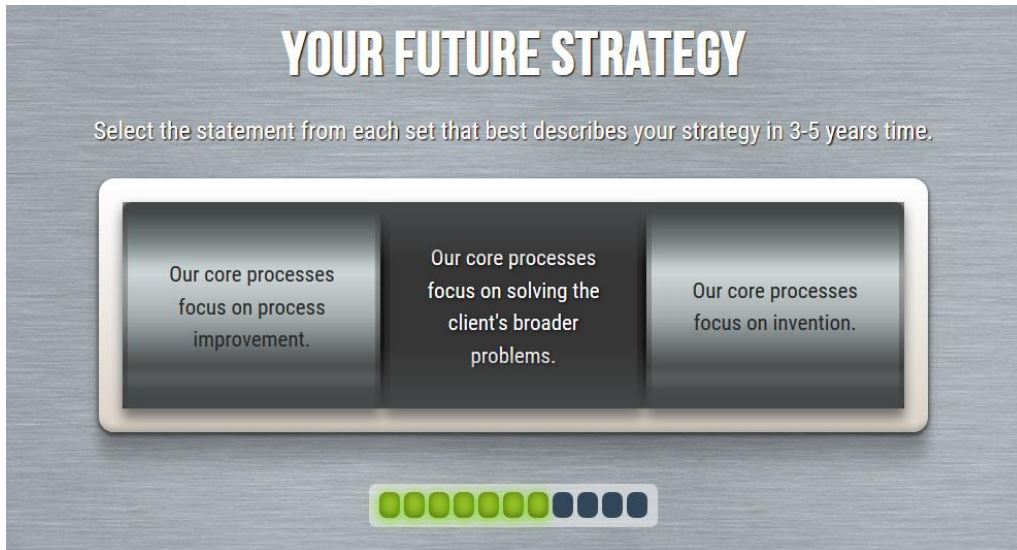 YOUR FUTURE STRATEGY
Select the statement from each set that best describes your strategy in 3-5 years time.
Our core processes
focus on process
improvement.
Our core processes
focus on solving the
client's broader
problems.
Our core processes
focus on invention.